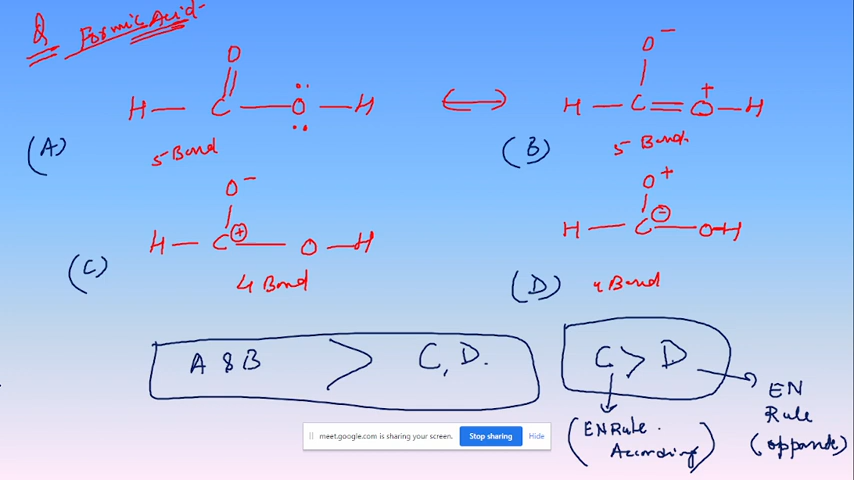 Q Formic Acid
O
H — C — O — H
(A)
5 Bond
O⁻
H — C = O⁺ — H
(B)
5 Bond
O⁻
H — C⊕ — O — H
(C)
4 Bond
O⁺
H — C⊖ — O — H
(D)
4 Bond
A & B > C, D.
C > D
(EN Rule. According)
EN
Rule
(opponde)
meet.google.com is sharing your screen. Stop sharing Hide